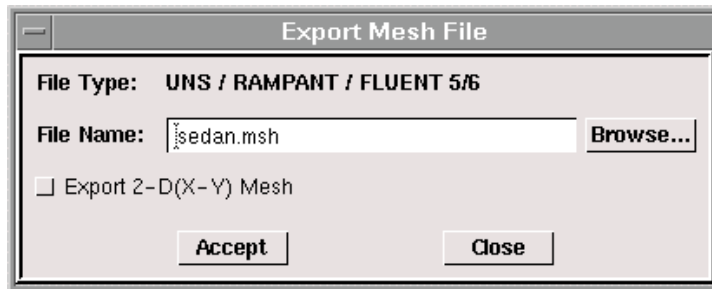 Export Mesh File
File Type: UNS / RAMPANT / FLUENT 5/6
File Name: sedan.msh Browse...
Export 2-D(X-Y) Mesh
Accept Close